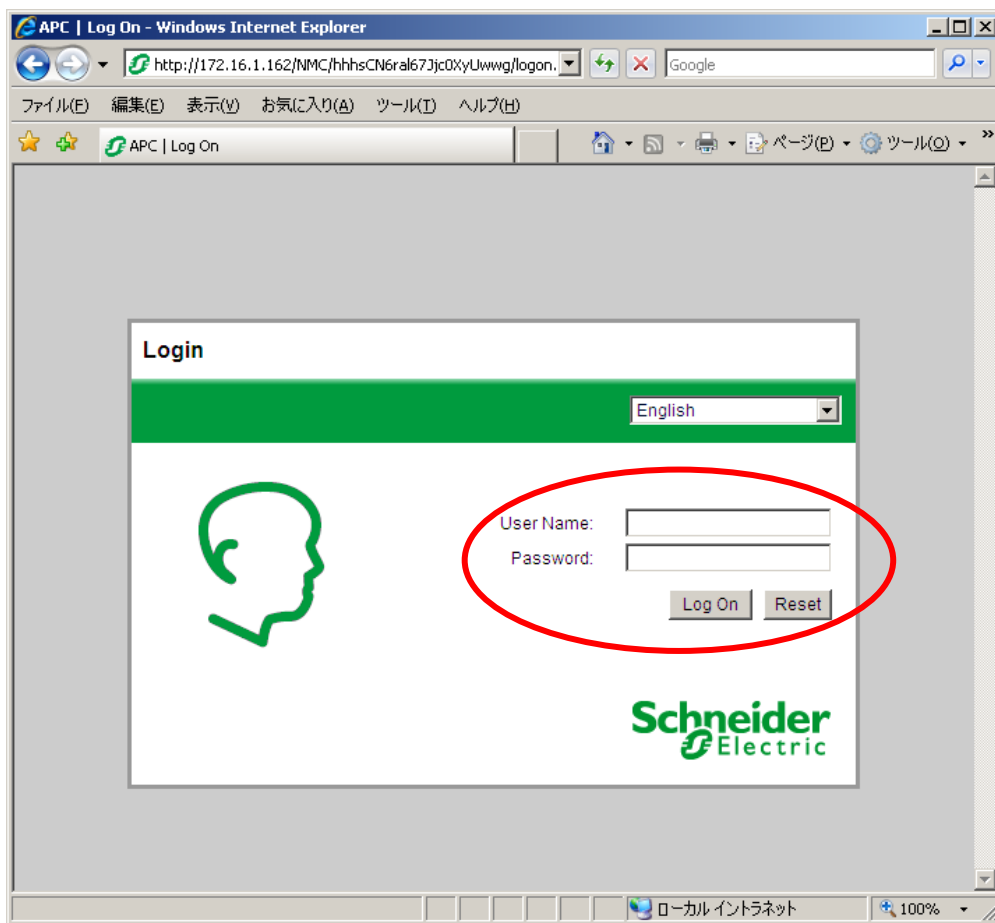 APC | Log On - Windows Internet Explorer
http://172.16.1.162/NMC/hhhsCN6ral67Jjc0XyUwwg/logon.
Google
ファイル(F) 編集(E) 表示(V) お気に入り(A) ツール(T) ヘルプ(H)
APC | Log On
ページ(P) ツール(O) »
Login
English
User Name:
Password:
Log On Reset
Schneider
Electric
ローカル イントラネット 100%